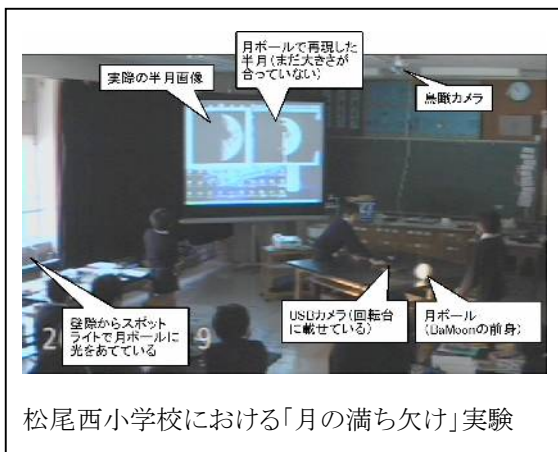 月ボールで再現した
半月(まだ大きさが
合っていない)
実際の半月画像
鳥瞰カメラ
壁際からスポット
ライトで月ボールに
光をあてている
USBカメラ(回転台
に載せている)
月ボール
(BaMoonの前身)
松尾西小学校における「月の満ち欠け」実験